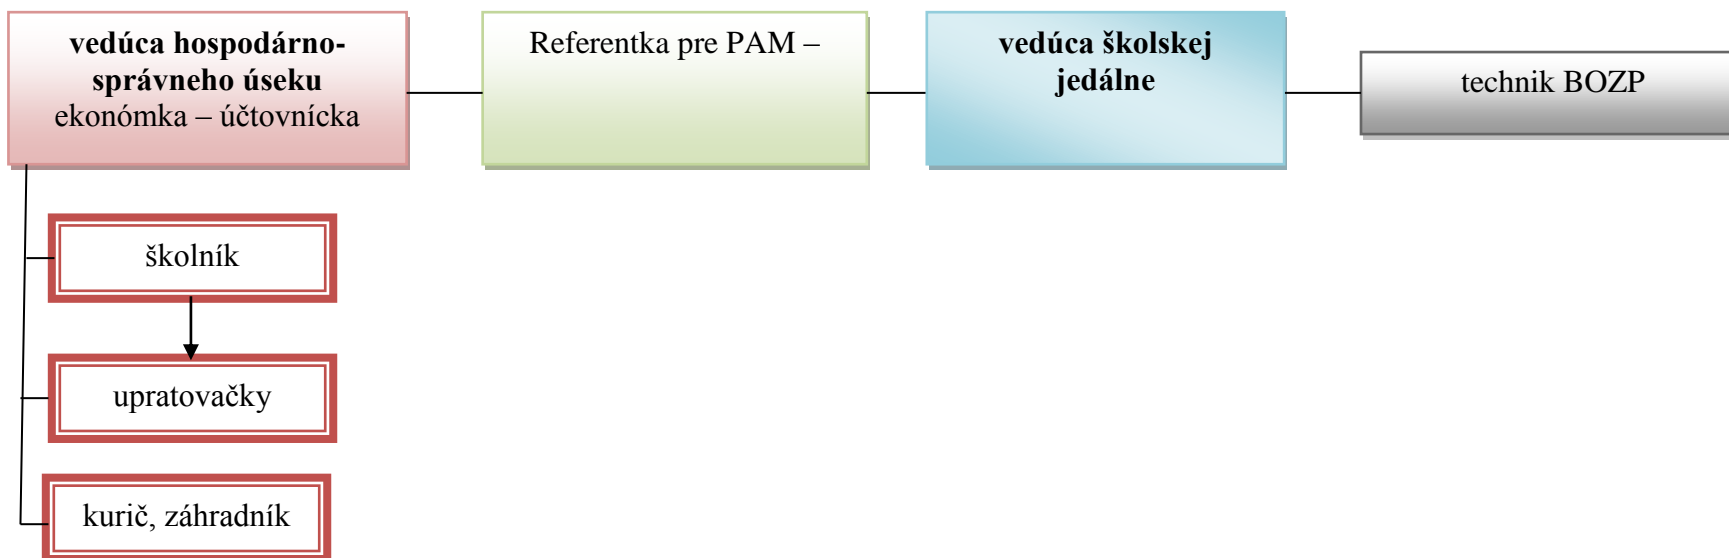 vedúca hospodárno-
správneho úseku
ekonómka – účtovnícka
Referentka pre PAM –
vedúca školskej
jedálne
technik BOZP
školník
upratovačky
kurič, záhradník